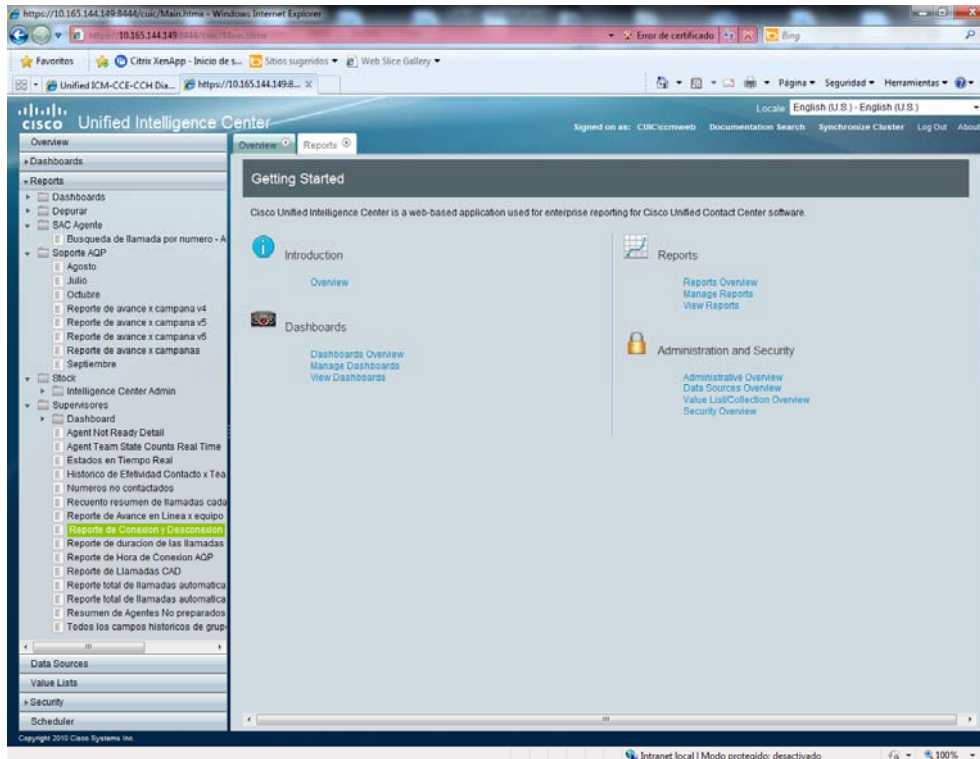 https://10.165.144.149:8444/cuic/Main.htmx - Windows Internet Explorer
https://10.165.144.149:8444/cuic/Main.htmx
Error de certificado
Bing
Favoritos
Citrix XenApp - Inicio de s...
Sitios sugeridos
Web Slice Gallery
Unified ICM-CCE-CCH Dia...
https://10.165.144.149:8...
Página
Seguridad
Herramientas
cisco
Unified Intelligence Center
Locale English (U.S.) - English (U.S.)
Signed on as: CUIC\ccmweb
Documentation Search
Synchronize Cluster
Log Out
About
Overview
Dashboards
Reports
Dashboards
Depurar
SAC Agente
Busqueda de llamada por numero - A
Soporte AQP
Agosto
Julio
Octubre
Reporte de avance x campana v4
Reporte de avance x campana v5
Reporte de avance x campana v6
Reporte de avance x campanas
Septiembre
Stock
Intelligence Center Admin
Supervisores
Dashboard
Agent Not Ready Detail
Agent Team State Counts Real Time
Estados en Tiempo Real
Historico de Efetividad Contacto x Tea
Numeros no contactados
Recuento resumen de llamadas cada
Reporte de Avance en Linea x equipo
Reporte de Conexion y Desconexion
Reporte de duracion de las llamadas
Reporte de Hora de Conexion AQP
Reporte de Llamadas CAD
Reporte total de llamadas automatica
Reporte total de llamadas automatica
Resumen de Agentes No preparados
Todos los campos historicos de grup
Data Sources
Value Lists
Security
Scheduler
Overview
Reports
Getting Started
Cisco Unified Intelligence Center is a web-based application used for enterprise reporting for Cisco Unified Contact Center software.
Introduction
Overview
Dashboards
Dashboards Overview
Manage Dashboards
View Dashboards
Reports
Reports Overview
Manage Reports
View Reports
Administration and Security
Administrative Overview
Data Sources Overview
Value List/Collection Overview
Security Overview
Copyright 2010 Cisco Systems Inc.
Intranet local | Modo protegido: desactivado
100%